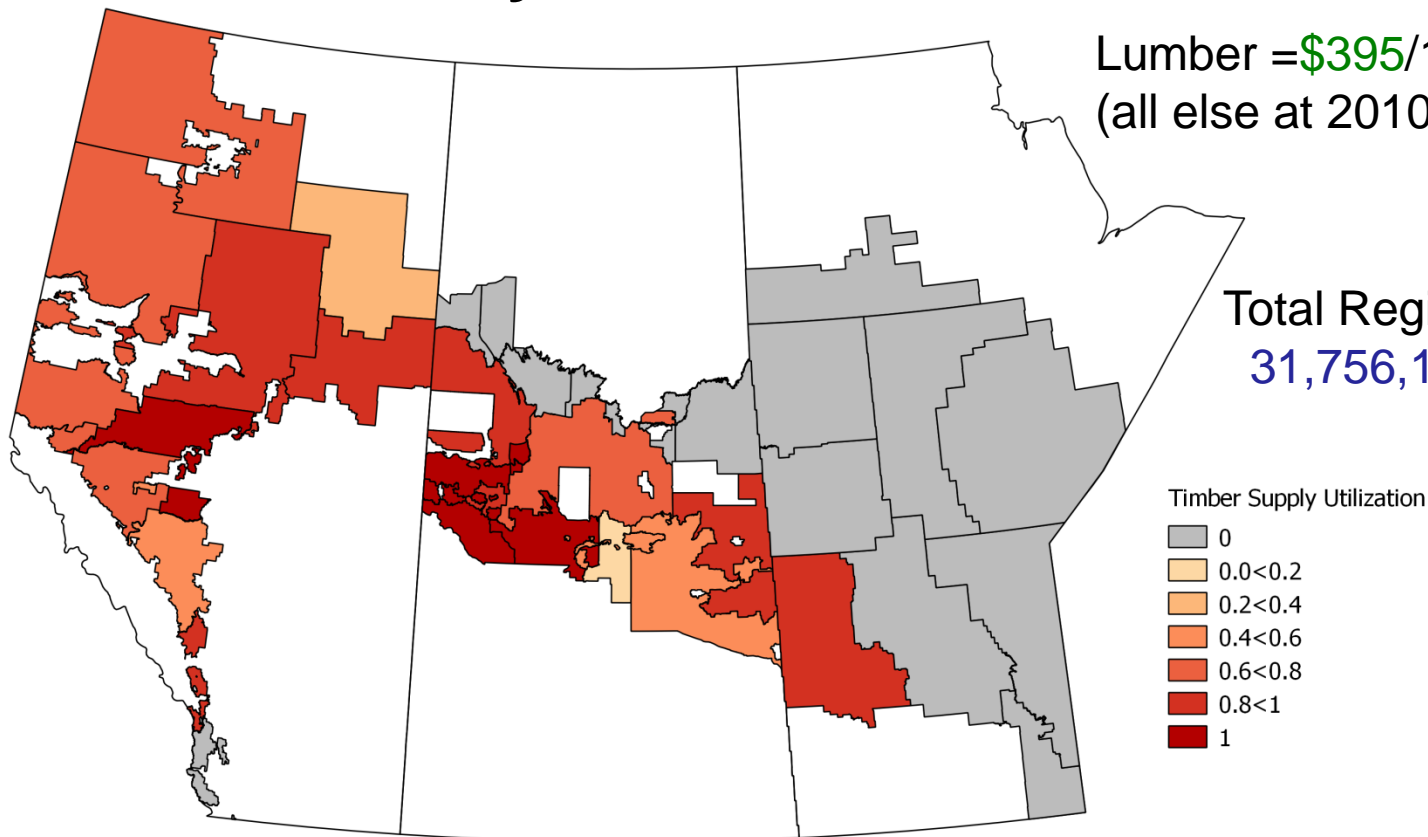 Lumber =$395/
(all else at 2010
Total Reg
31,756,1
Timber Supply Utilization
0
0.0<0.2
0.2<0.4
0.4<0.6
0.6<0.8
0.8<1
1